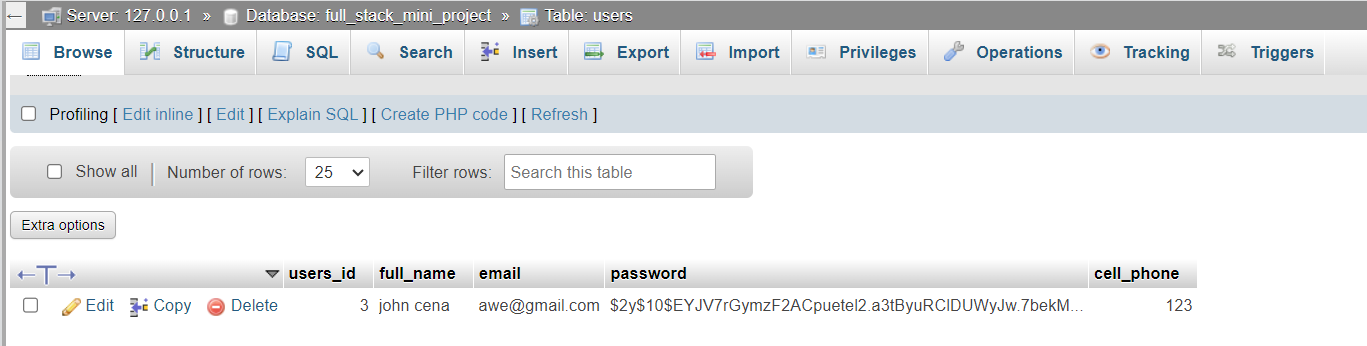 Server: 127.0.0.1 » Database: full_stack_mini_project » Table: users
Browse Structure SQL Search Insert Export Import Privileges Operations Tracking Triggers
Profiling [ Edit inline ] [ Edit ] [ Explain SQL ] [ Create PHP code ] [ Refresh ]
Show all Number of rows: 25 Filter rows: Search this table
Extra options
←T→ users_id full_name email password cell_phone
Edit Copy Delete 3 john cena awe@gmail.com $2y$10$EYJV7rGymzF2ACpuetel2.a3tByuRClDUWyJw.7bekM... 123